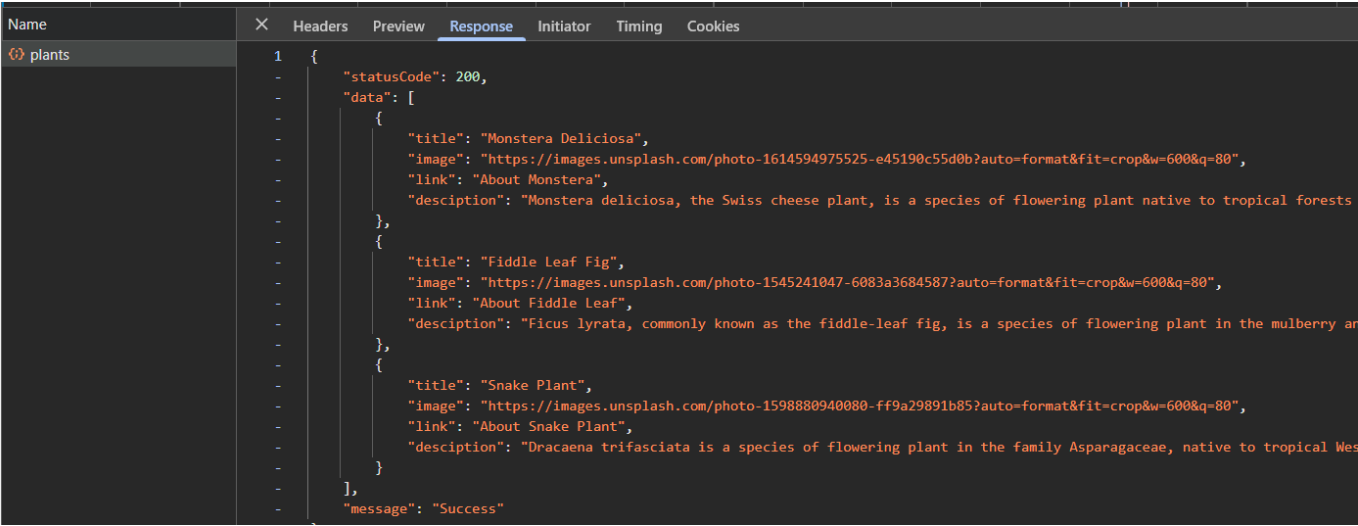 Name
Headers Preview Response Initiator Timing Cookies
plants
1 {
"statusCode": 200,
"data": [
{
"title": "Monstera Deliciosa",
"image": "https://images.unsplash.com/photo-1614594975525-e45190c55d0b?auto=format&fit=crop&w=600&q=80",
"link": "About Monstera",
"desciption": "Monstera deliciosa, the Swiss cheese plant, is a species of flowering plant native to tropical forests
},
{
"title": "Fiddle Leaf Fig",
"image": "https://images.unsplash.com/photo-1545241047-6083a3684587?auto=format&fit=crop&w=600&q=80",
"link": "About Fiddle Leaf",
"desciption": "Ficus lyrata, commonly known as the fiddle-leaf fig, is a species of flowering plant in the mulberry
},
{
"title": "Snake Plant",
"image": "https://images.unsplash.com/photo-1598880940080-ff9a29891b85?auto=format&fit=crop&w=600&q=80",
"link": "About Snake Plant",
"desciption": "Dracaena trifasciata is a species of flowering plant in the family Asparagaceae, native to tropical
}
],
"message": "Success"